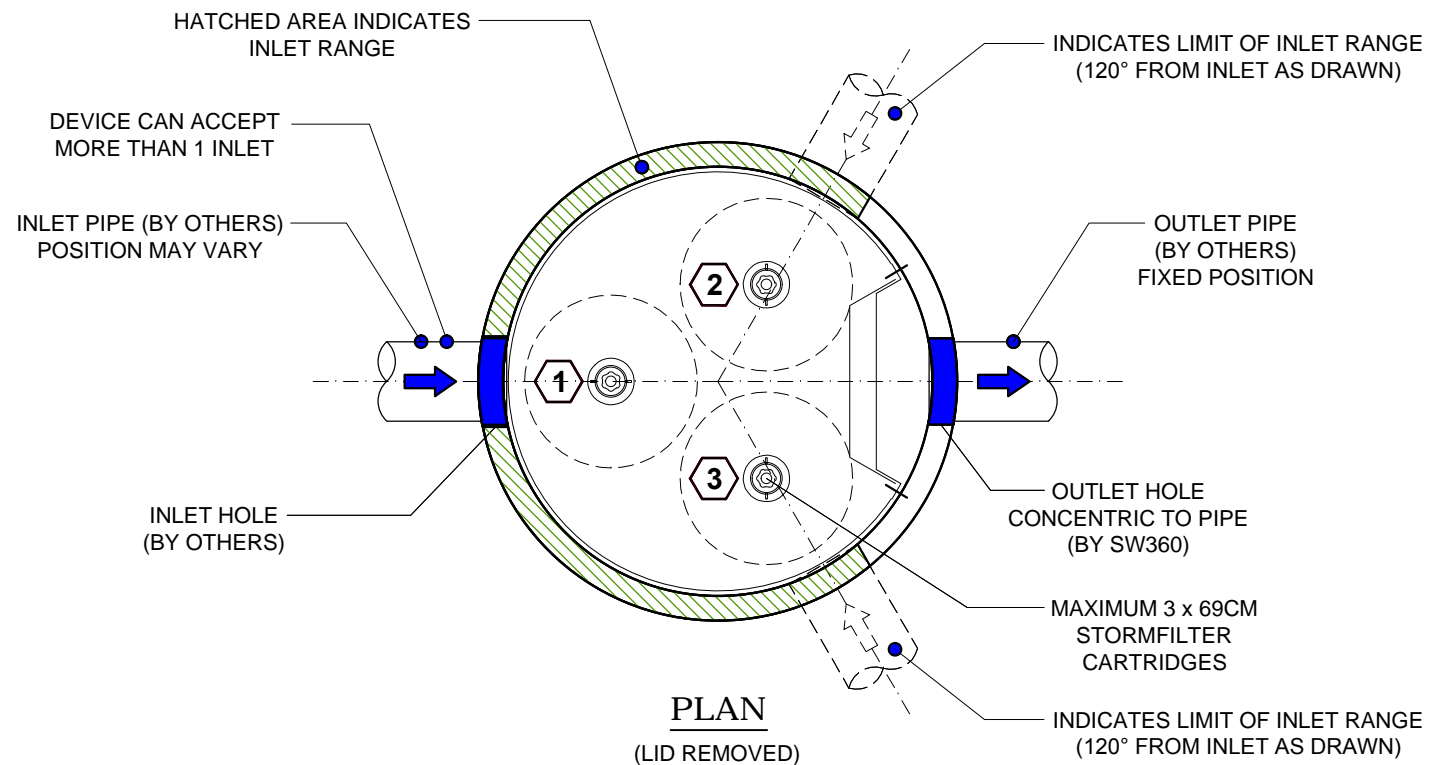 HATCHED AREA INDICATES
INLET RANGE
INDICATES LIMIT OF INLET RANGE
(120° FROM INLET AS DRAWN)
DEVICE CAN ACCEPT
MORE THAN 1 INLET
INLET PIPE (BY OTHERS)
POSITION MAY VARY
OUTLET PIPE
(BY OTHERS)
FIXED POSITION
2
1
3
INLET HOLE
(BY OTHERS)
OUTLET HOLE
CONCENTRIC TO PIPE
(BY SW360)
MAXIMUM 3 x 69CM
STORMFILTER
CARTRIDGES
PLAN
(LID REMOVED)
INDICATES LIMIT OF INLET RANGE
(120° FROM INLET AS DRAWN)